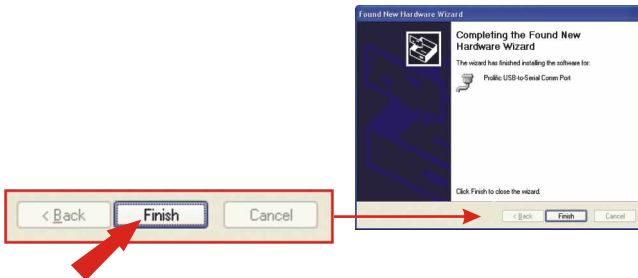 Found New Hardware Wizard
Completing the Found New
Hardware Wizard
The wizard has finished installing the software for:
Prolific USB-to-Serial Comm Port
Click Finish to close the wizard.
< Back Finish Cancel
< Back Finish Cancel